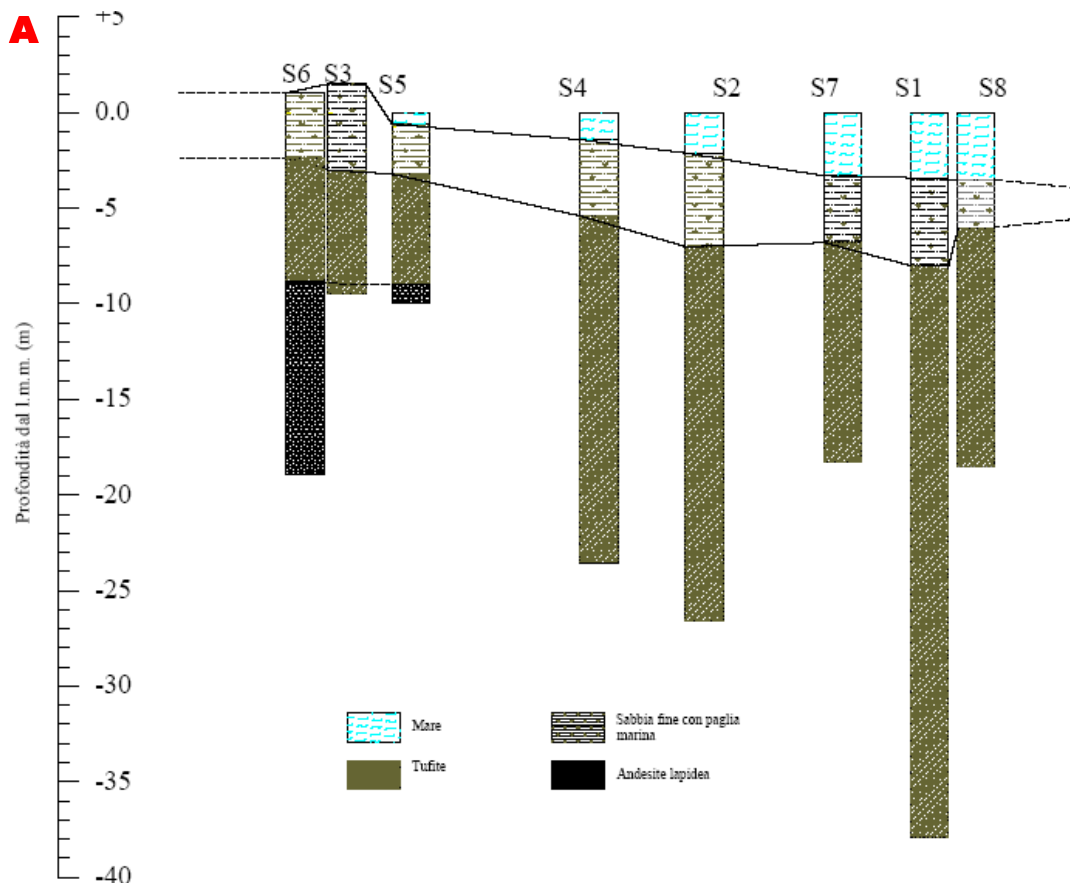 A
+5
S6 S3 S5 S4 S2 S7 S1 S8
0.0
-5
-10
-15
-20
-25
-30
-35
-40
Profondità dal l.m.m. (m)
Mare
Sabbia fine con paglia
marina
Tufite
Andesite lapidea